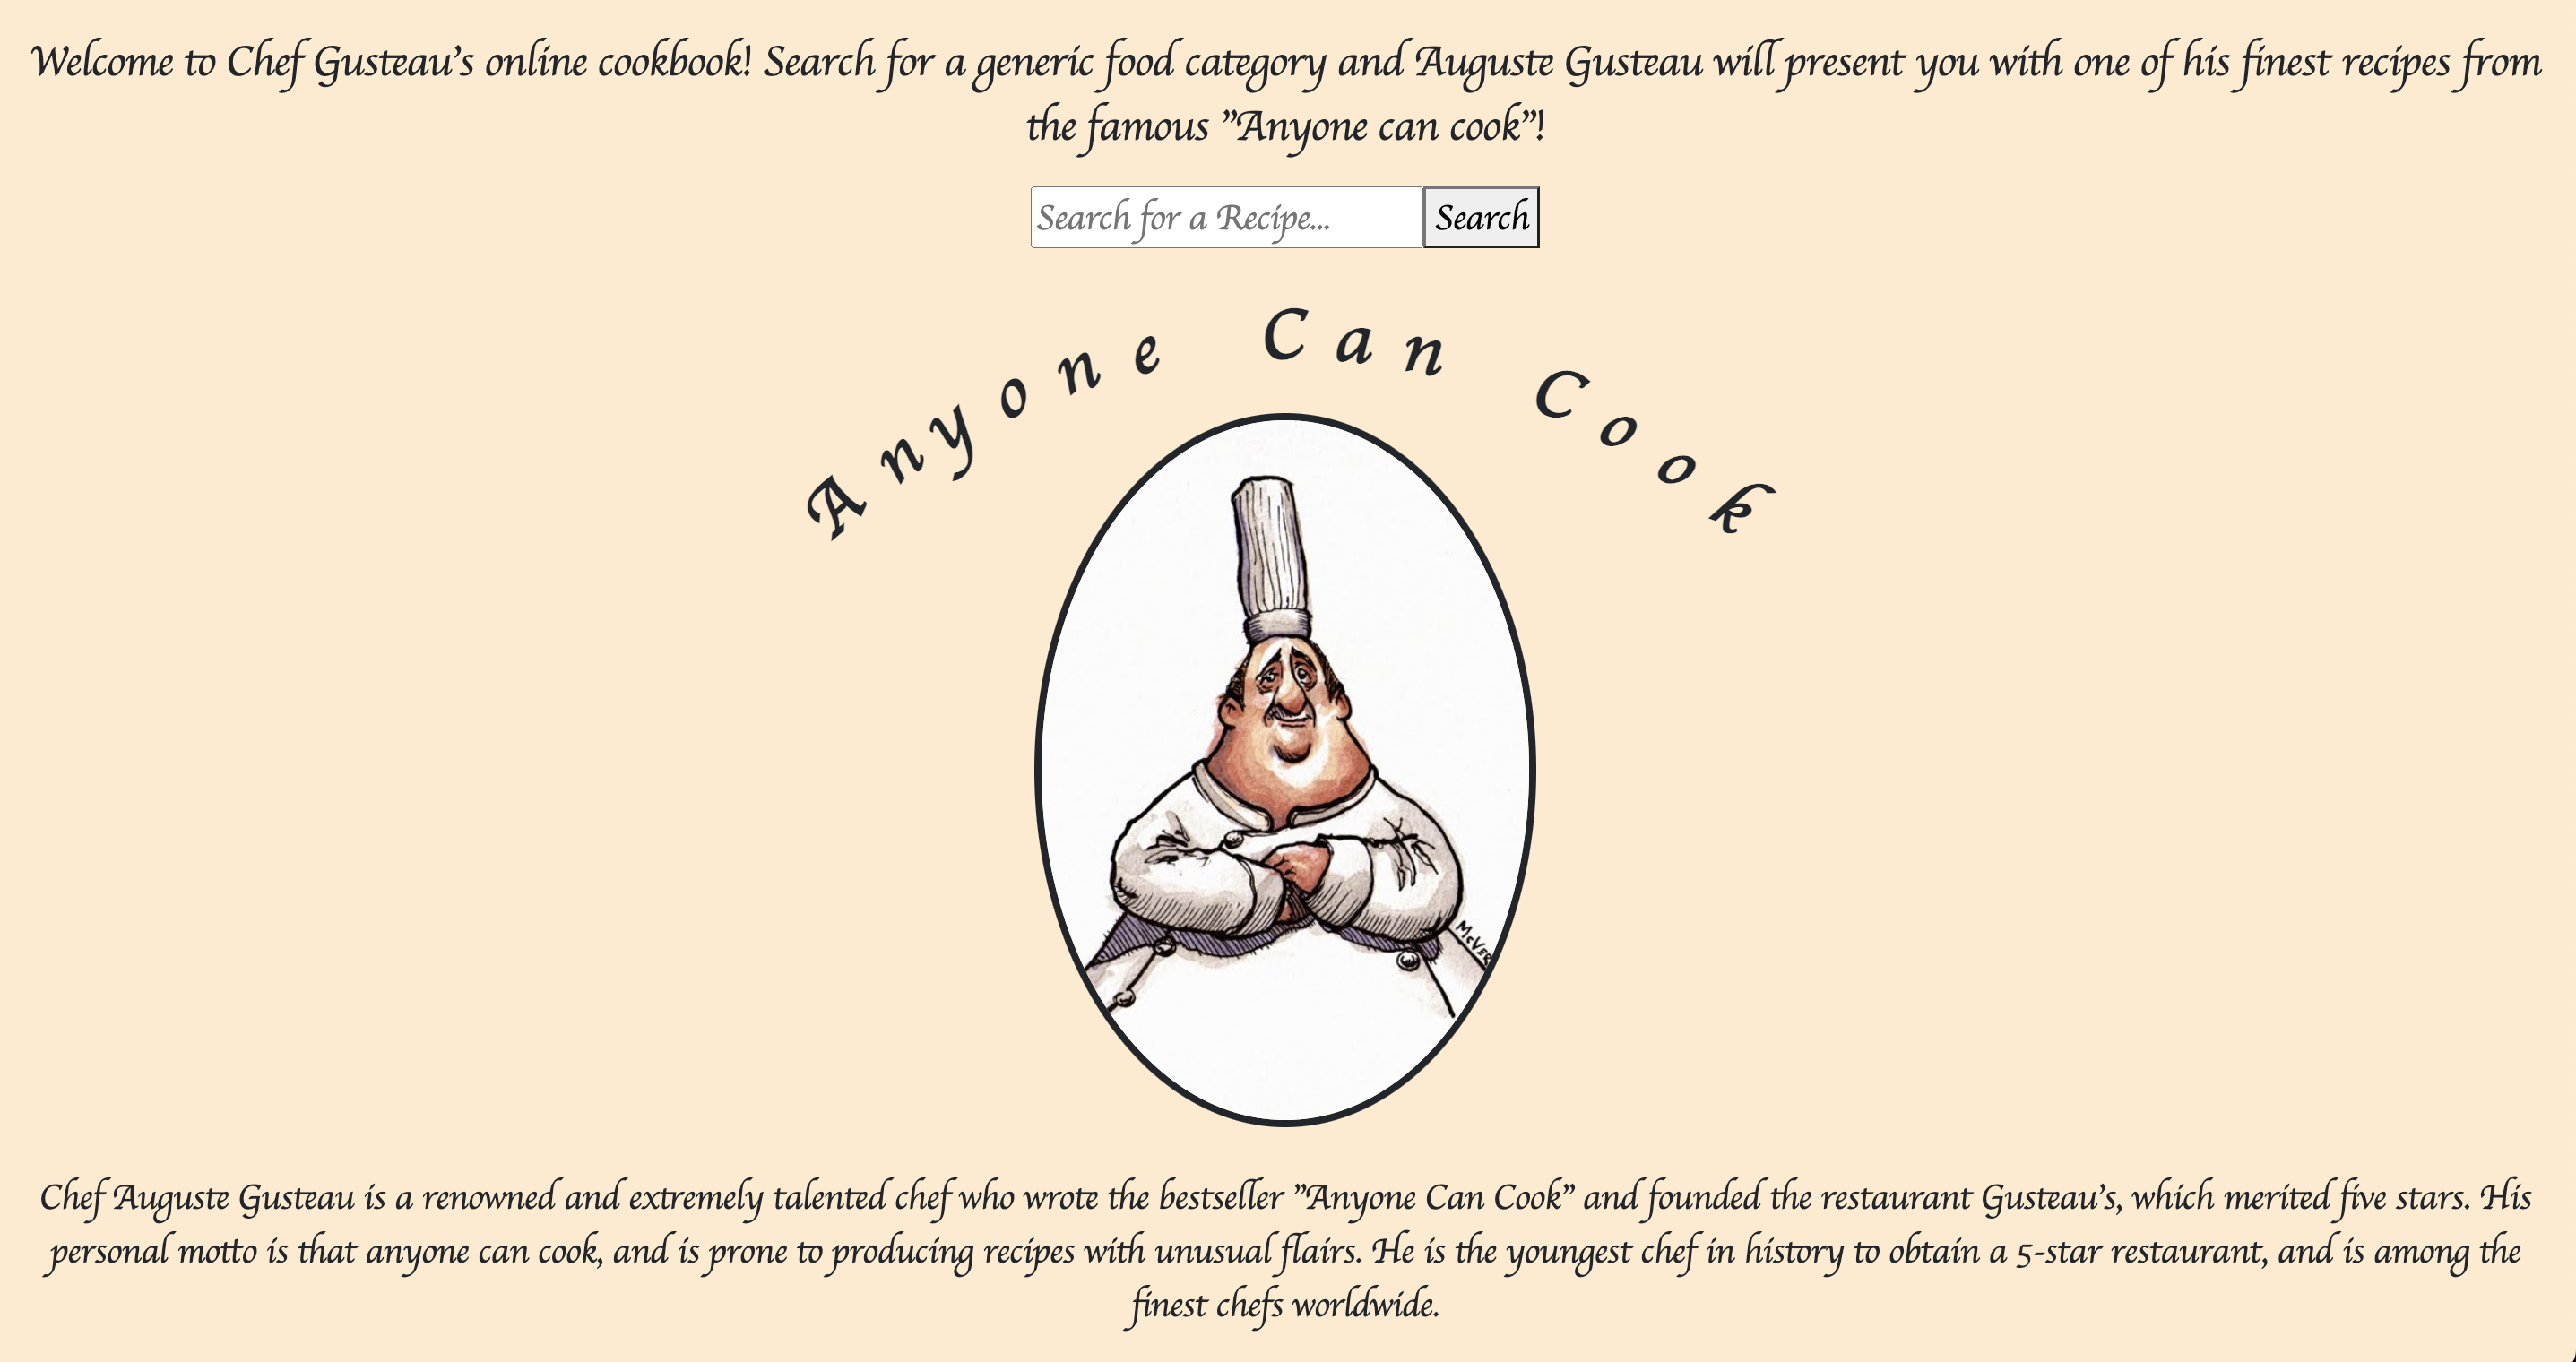 Welcome to Chef Gusteau's online cookbook! Search for a generic food category and Auguste Gusteau will present you with one of his finest recipes from
the famous "Anyone can cook"!
Search for a Recipe... Search
Anyone Can Cook
Chef Auguste Gusteau is a renowned and extremely talented chef who wrote the bestseller "Anyone Can Cook" and founded the restaurant Gusteau's, which merited five stars. His
personal motto is that anyone can cook, and is prone to producing recipes with unusual flairs. He is the youngest chef in history to obtain a 5-star restaurant, and is among the
finest chefs worldwide.